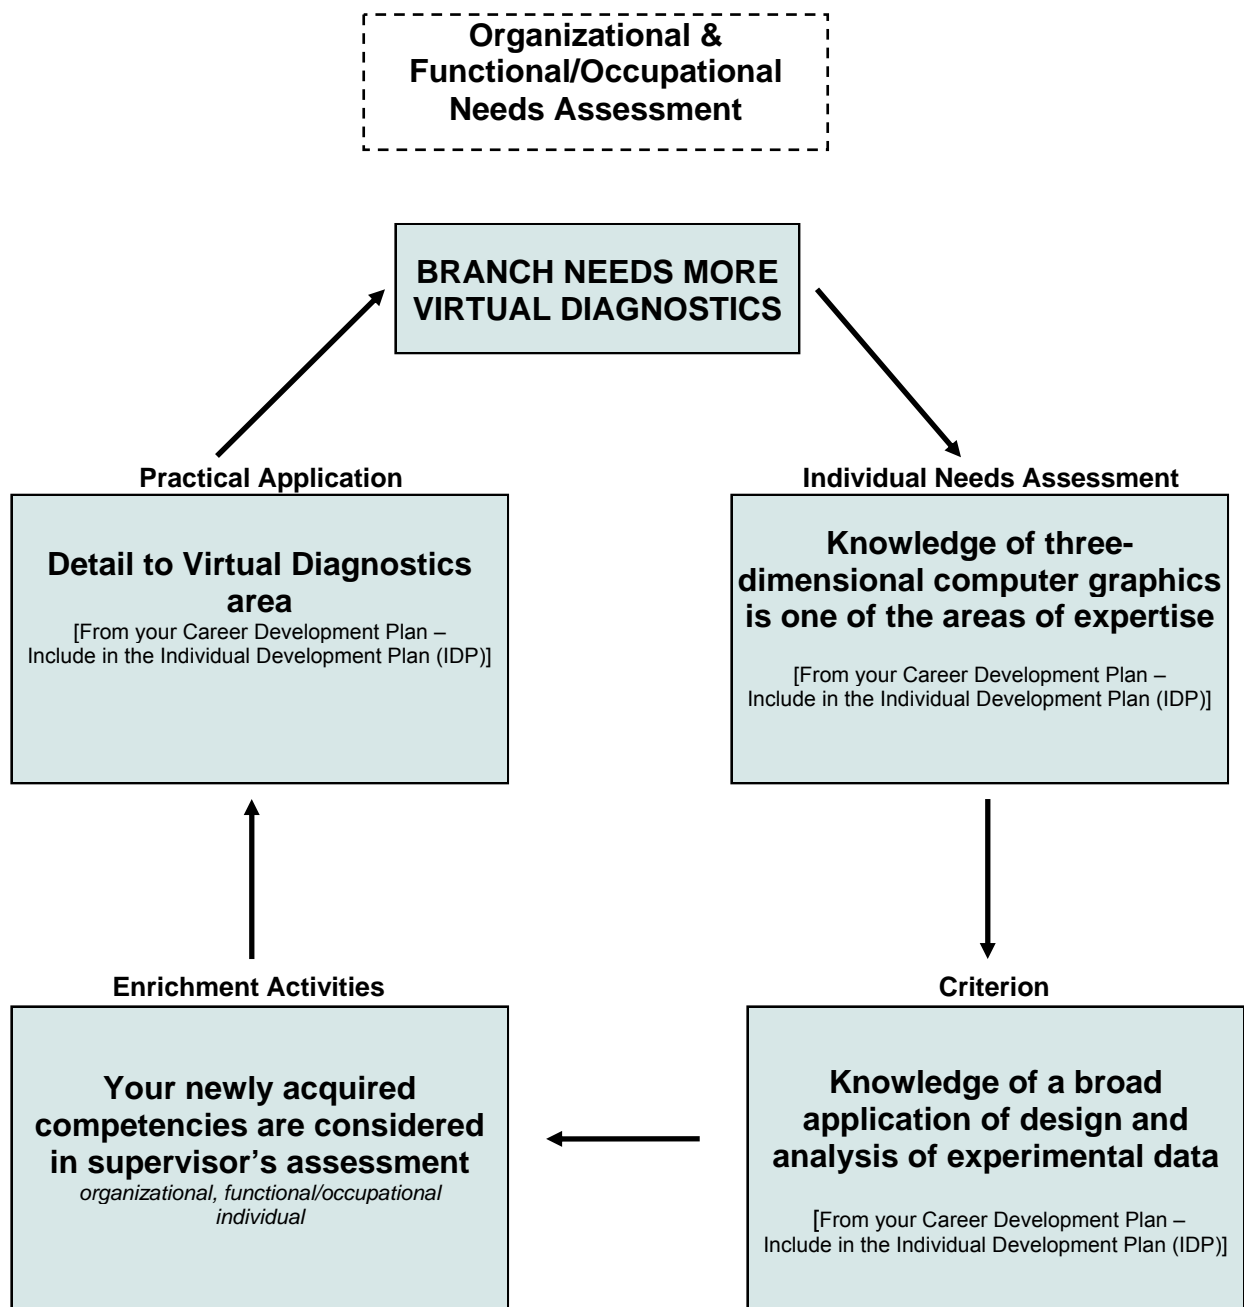 Organizational &
Functional/Occupational
Needs Assessment
BRANCH NEEDS MORE
VIRTUAL DIAGNOSTICS
Practical Application
Detail to Virtual Diagnostics
area
[From your Career Development Plan –
Include in the Individual Development Plan (IDP)]
Individual Needs Assessment
Knowledge of three-
dimensional computer graphics
is one of the areas of expertise
[From your Career Development Plan –
Include in the Individual Development Plan (IDP)]
Enrichment Activities
Your newly acquired
competencies are considered
in supervisor’s assessment
organizational, functional/occupational
individual
Criterion
Knowledge of a broad
application of design and
analysis of experimental data
[From your Career Development Plan –
Include in the Individual Development Plan (IDP)]